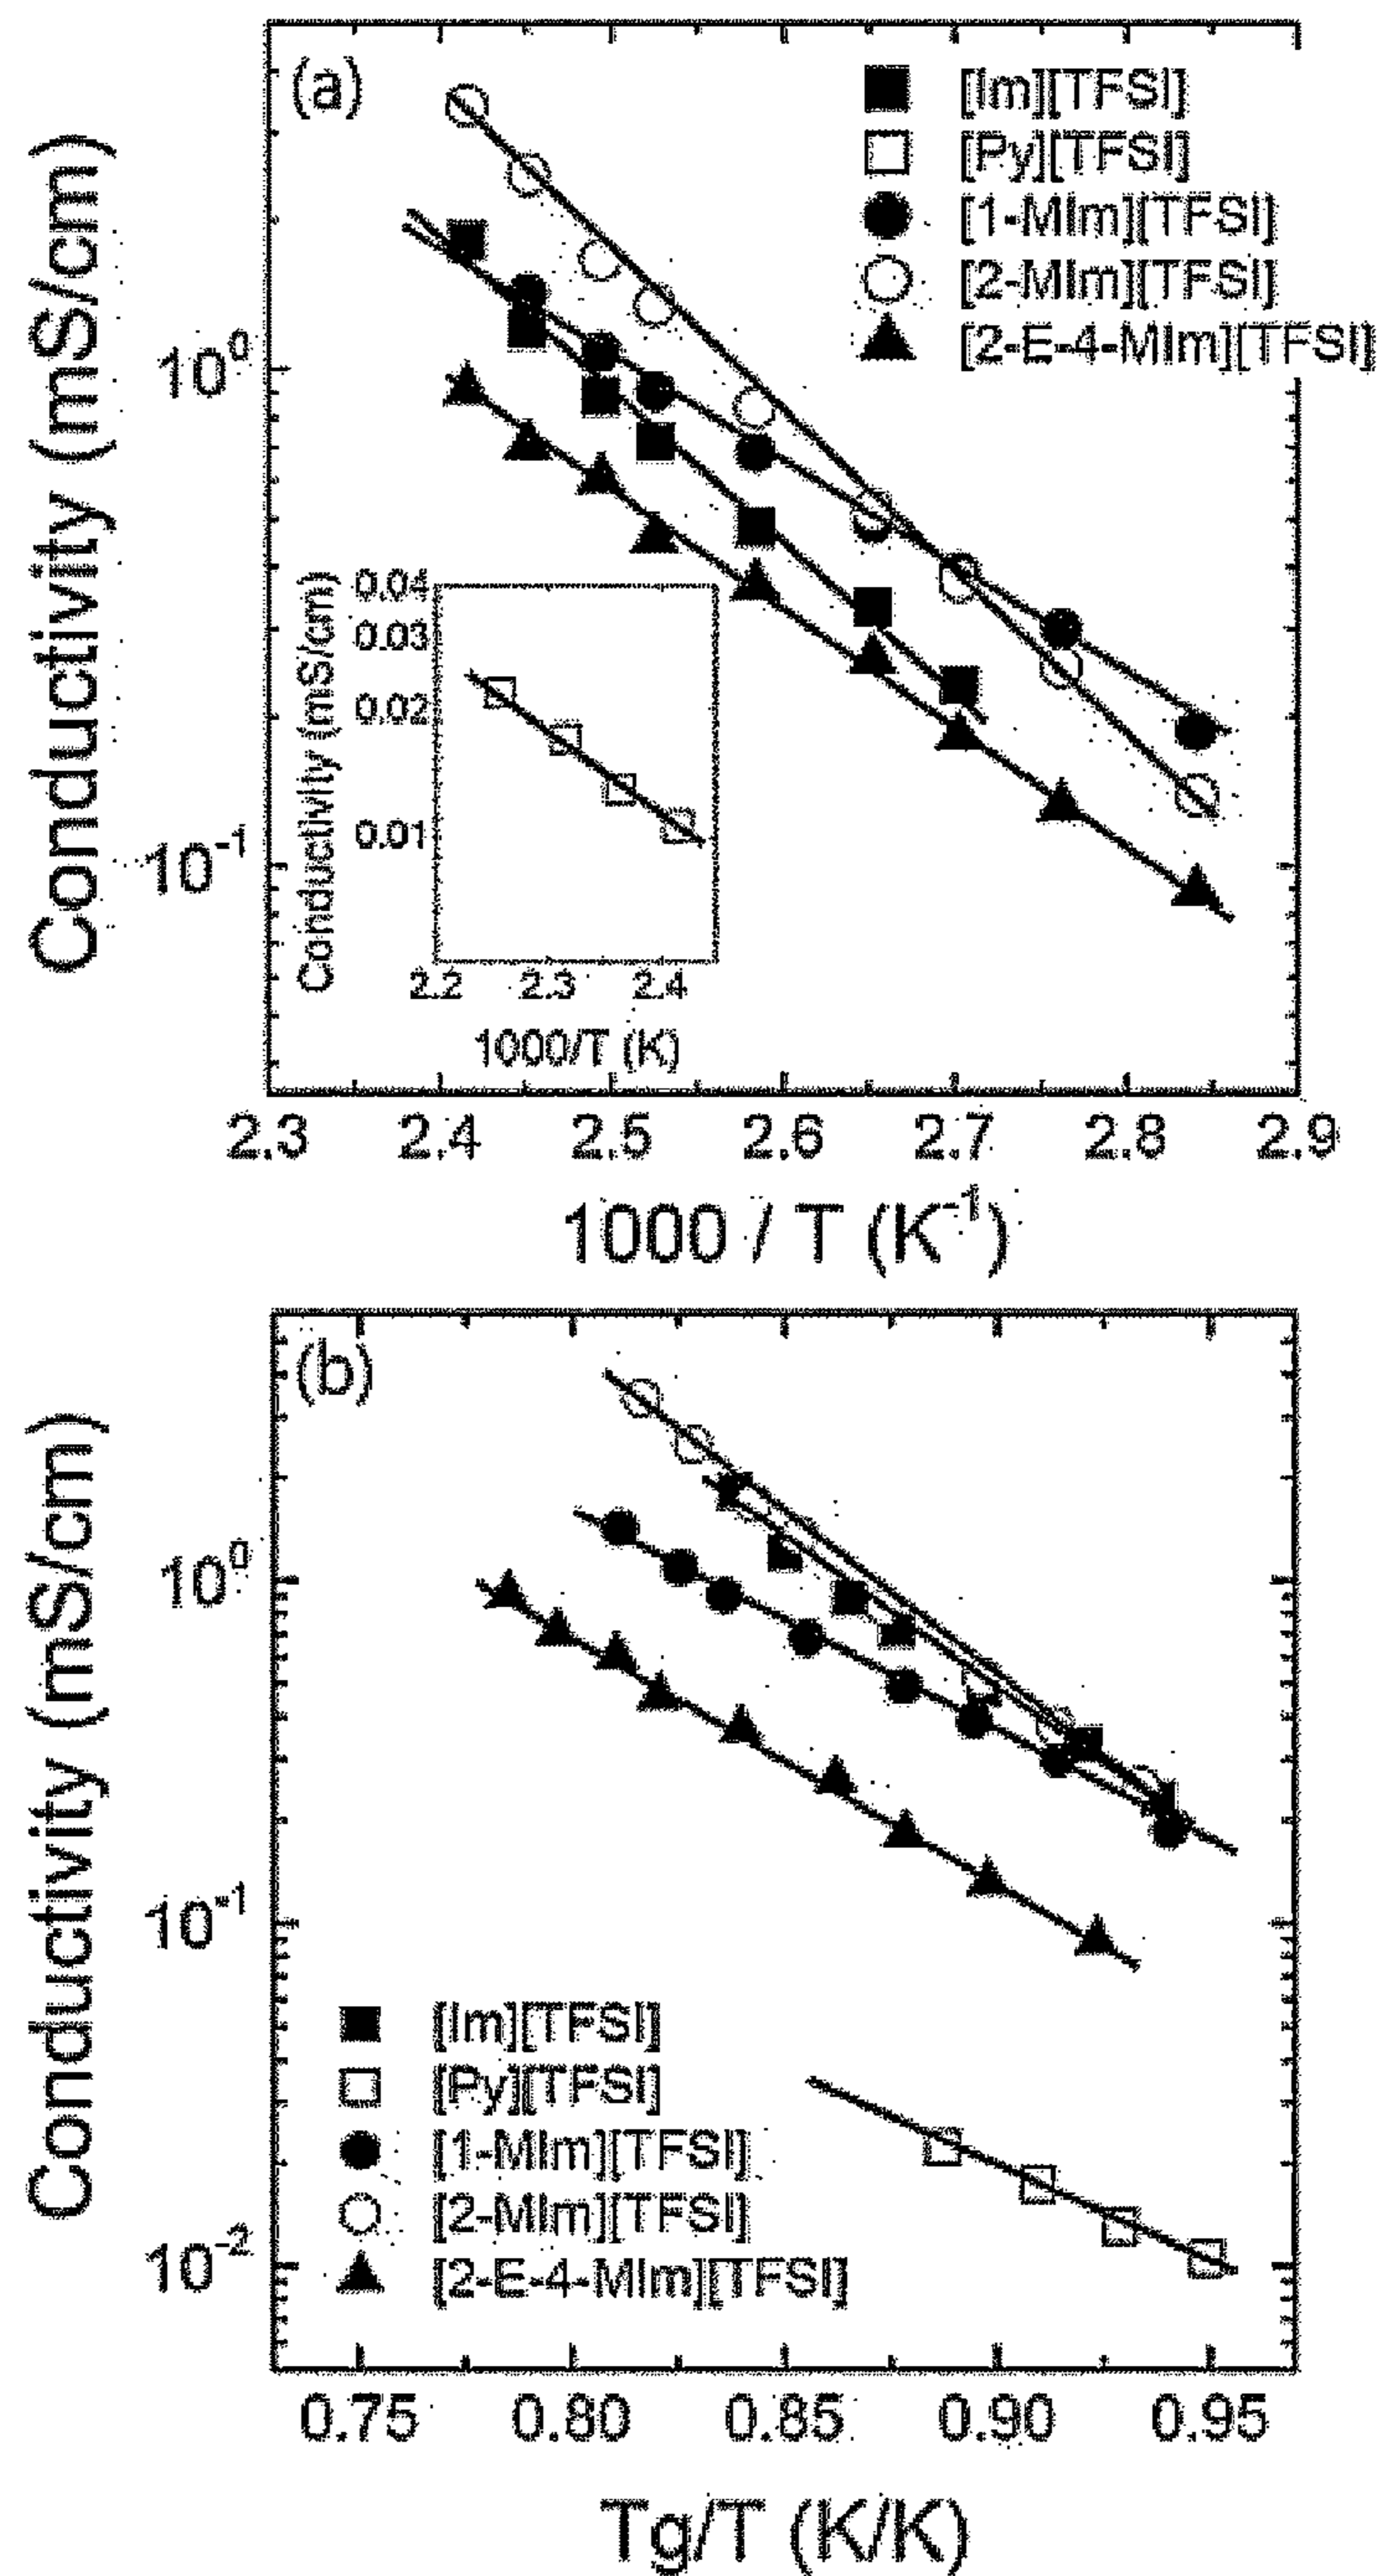 (a)
[Im][TFSI]
[Py][TFSI]
[1-MIm][TFSI]
[2-MIm][TFSI]
[2-E-4-MIm][TFSI]
Conductivity (mS/cm)
10^0
10^-1
Conductivity (mS/cm)
0.04
0.03
0.02
0.01
2.2 2.3 2.4
1000/T (K)
2.3 2.4 2.5 2.6 2.7 2.8 2.9
1000 / T (K^-1)
(b)
Conductivity (mS/cm)
10^0
10^-1
10^-2
[Im][TFSI]
[Py][TFSI]
[1-MIm][TFSI]
[2-MIm][TFSI]
[2-E-4-MIm][TFSI]
0.75 0.80 0.85 0.90 0.95
Tg/T (K/K)